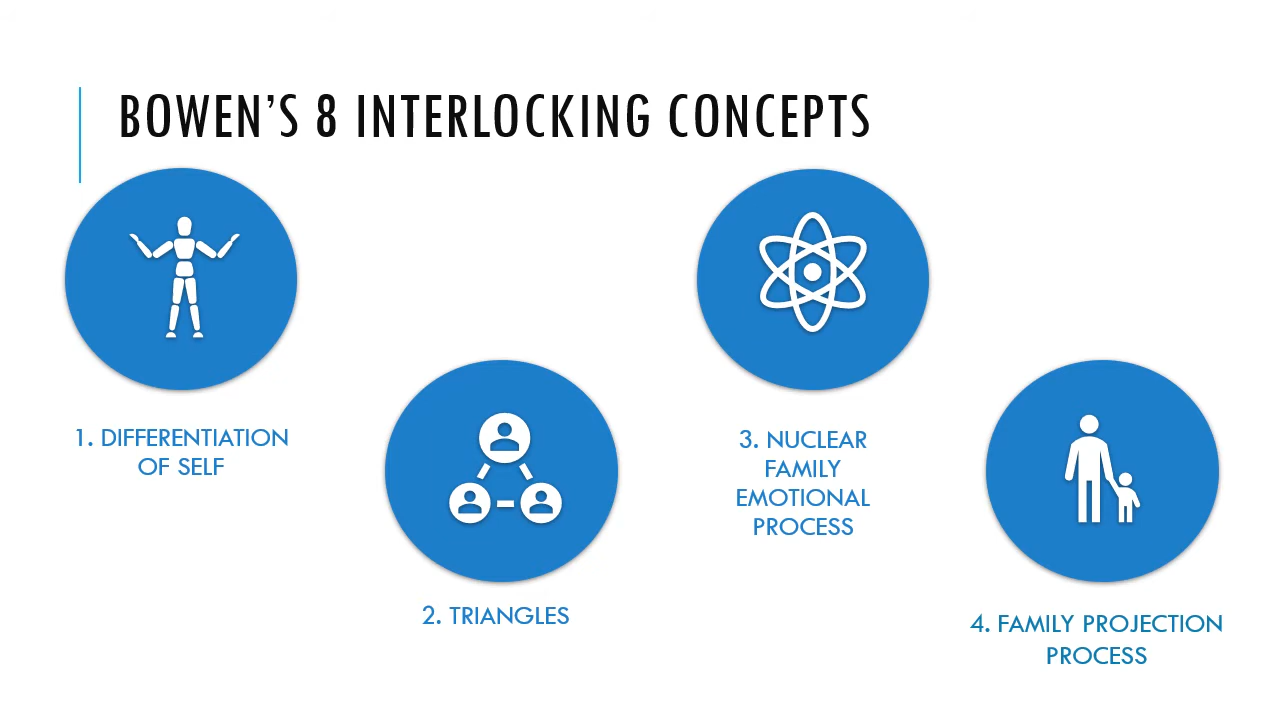 BOWEN’S 8 INTERLOCKING CONCEPTS
1. DIFFERENTIATION
OF SELF
2. TRIANGLES
3. NUCLEAR
FAMILY
EMOTIONAL
PROCESS
4. FAMILY PROJECTION
PROCESS